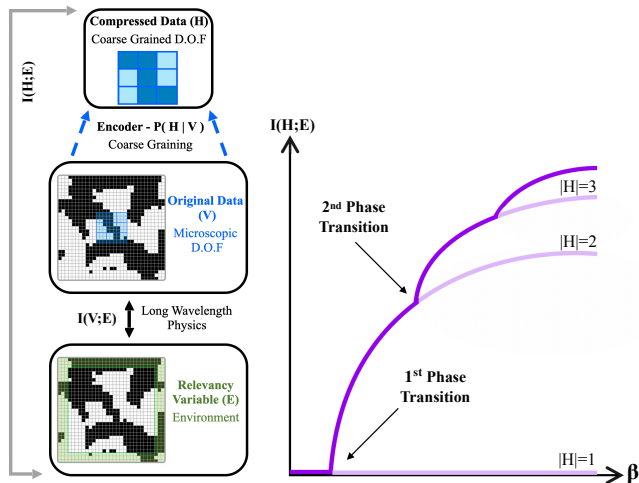 Compressed Data (H)
Coarse Grained D.O.F
I(H;E)
Encoder - P( H | V )
Coarse Graining
Original Data
(V)
Microscopic
D.O.F
I(V;E)
Long Wavelength
Physics
Relevancy
Variable (E)
Environment
I(H;E)
|H|=3
2nd Phase
Transition
|H|=2
1st Phase
Transition
|H|=1
β